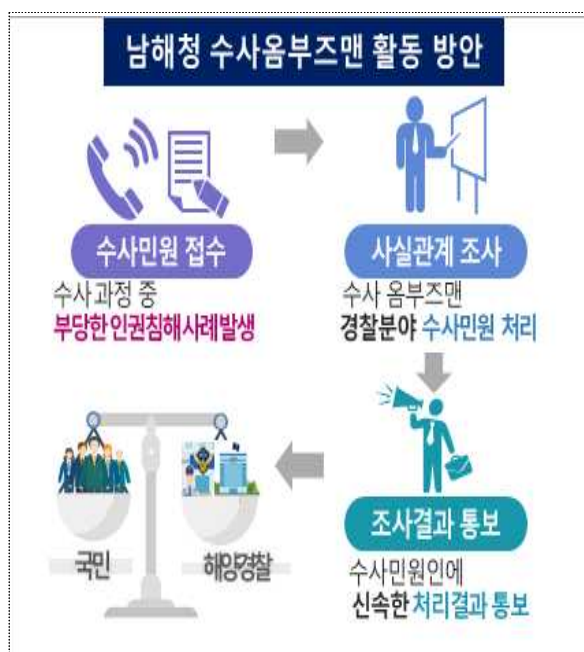 남해청 수사옴부즈맨 활동 방안
수사민원 접수
수사 과정 중
부당한 인권침해 사례발생
사실관계 조사
수사 옴부즈맨
경찰분야 수사민원 처리
조사결과 통보
수사민원인에
신속한 처리결과 통보
국민
해양경찰